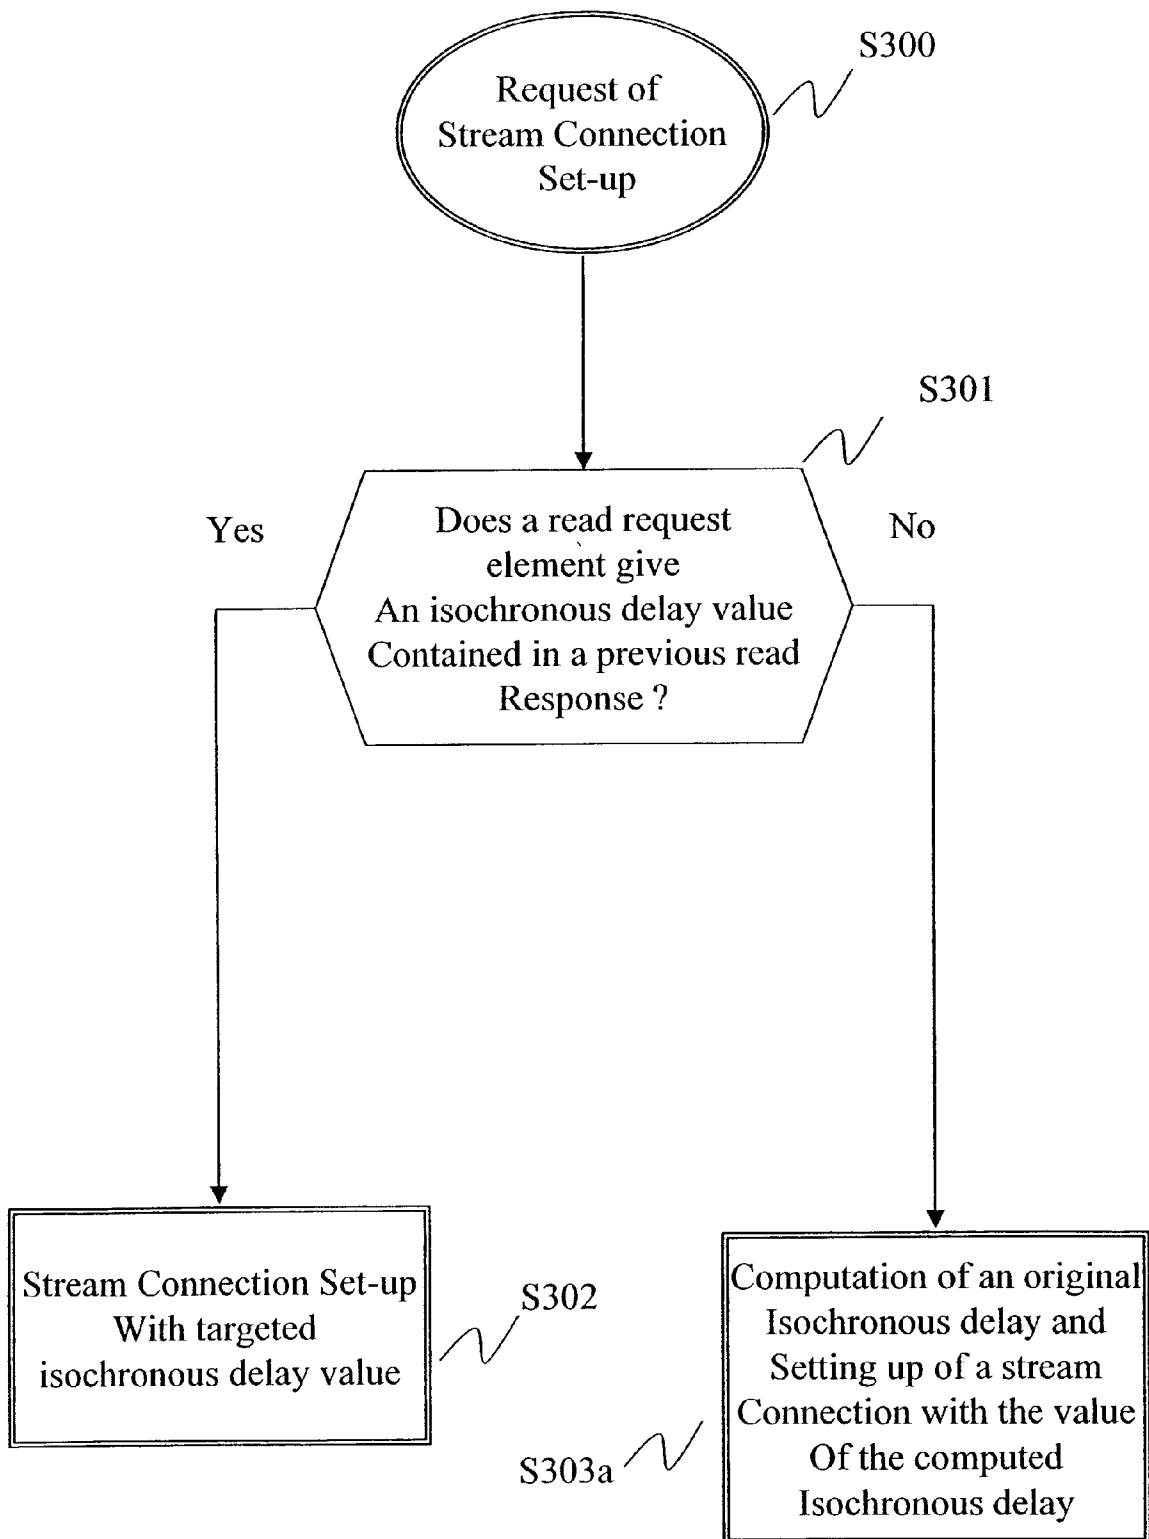 S300
Request of
Stream Connection
Set-up
S301
Yes
No
Does a read request
element give
An isochronous delay value
Contained in a previous read
Response ?
Stream Connection Set-up
With targeted
isochronous delay value
S302
Computation of an original
Isochronous delay and
Setting up of a stream
Connection with the value
Of the computed
Isochronous delay
S303a